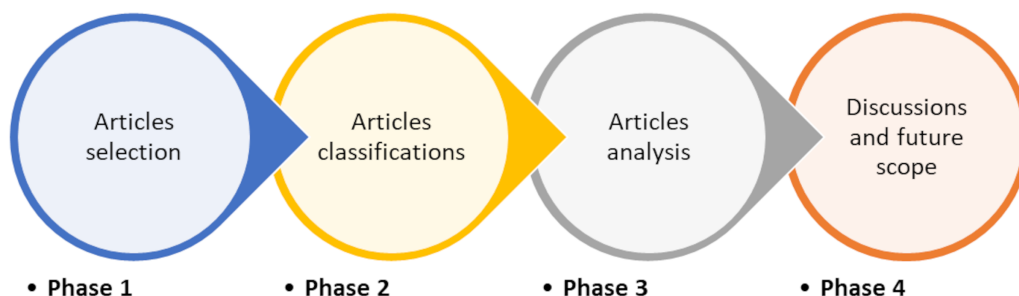 Articles
selection
Articles
classifications
Articles
analysis
Discussions
and future
scope
• Phase 1
• Phase 2
• Phase 3
• Phase 4